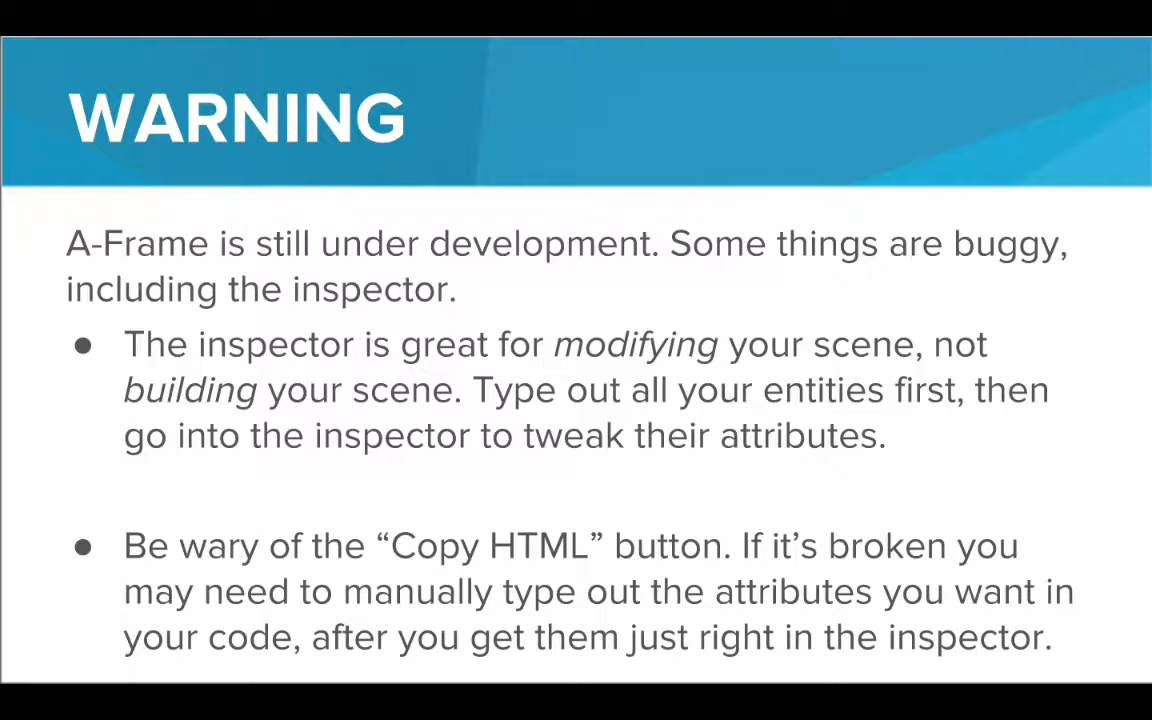 WARNING
A-Frame is still under development. Some things are buggy,
including the inspector.
● The inspector is great for modifying your scene, not
building your scene. Type out all your entities first, then
go into the inspector to tweak their attributes.
● Be wary of the “Copy HTML” button. If it’s broken you
may need to manually type out the attributes you want in
your code, after you get them just right in the inspector.